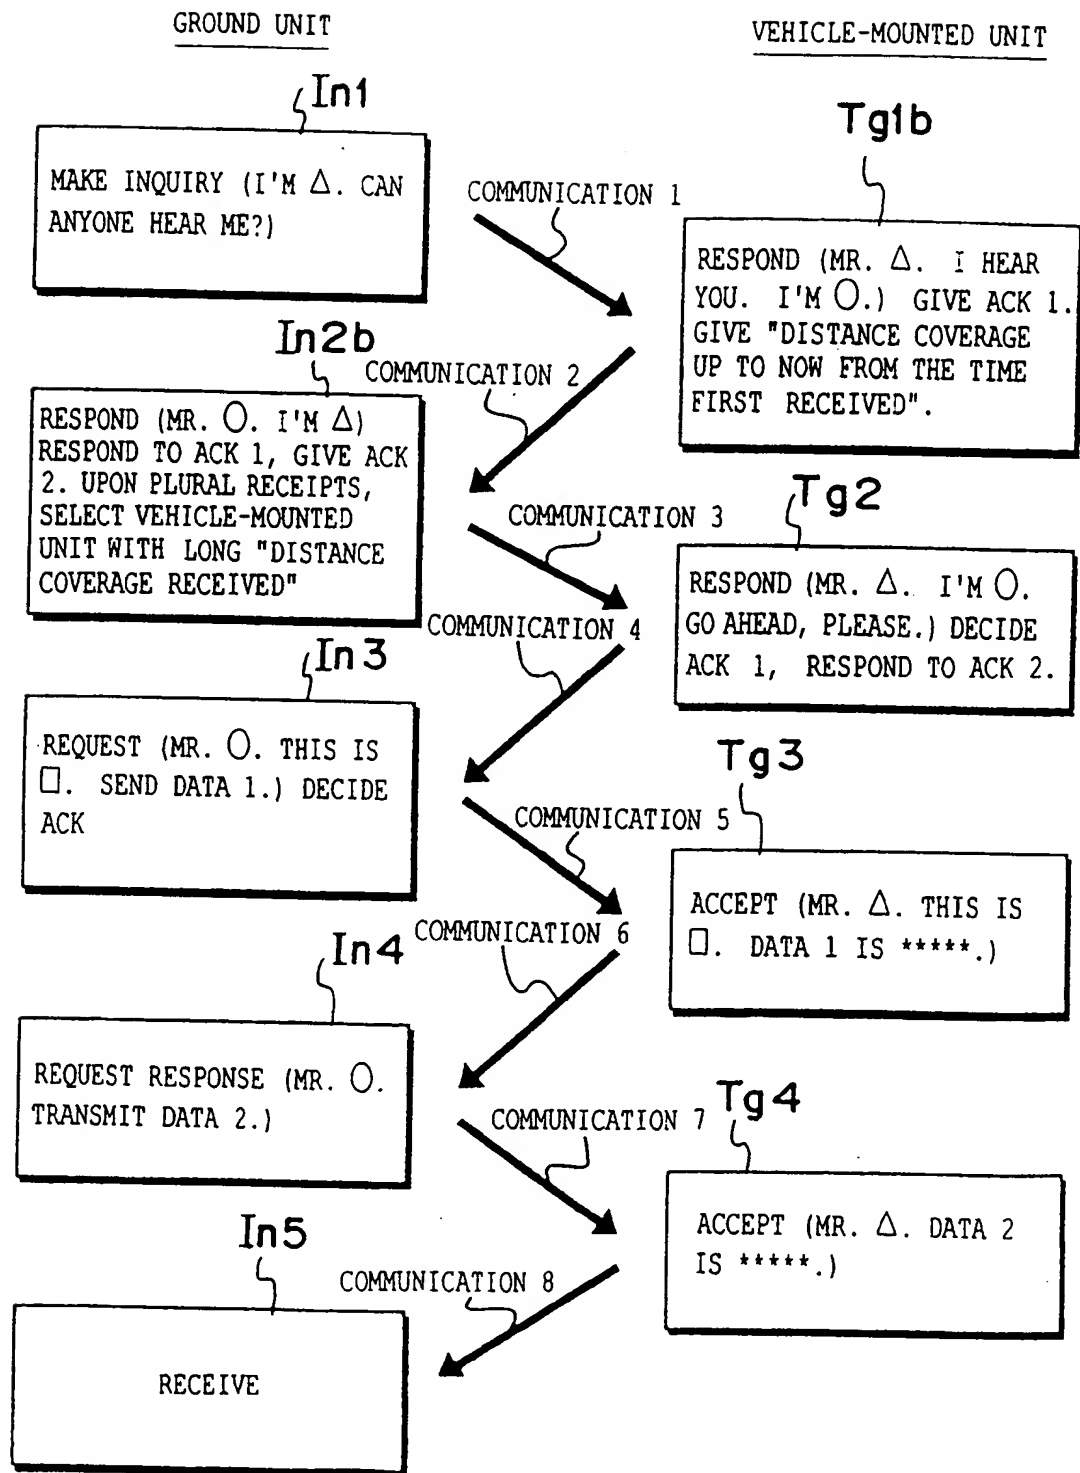 GROUND UNIT
VEHICLE-MOUNTED UNIT
In1
MAKE INQUIRY (I'M Δ. CAN
ANYONE HEAR ME?)
COMMUNICATION 1
Tg1b
RESPOND (MR. Δ. I HEAR
YOU. I'M O.) GIVE ACK 1.
GIVE "DISTANCE COVERAGE
UP TO NOW FROM THE TIME
FIRST RECEIVED".
In2b
COMMUNICATION 2
RESPOND (MR. O. I'M Δ)
RESPOND TO ACK 1, GIVE ACK
2. UPON PLURAL RECEIPTS,
SELECT VEHICLE-MOUNTED
UNIT WITH LONG "DISTANCE
COVERAGE RECEIVED"
COMMUNICATION 3
Tg2
RESPOND (MR. Δ. I'M O.
GO AHEAD, PLEASE.) DECIDE
ACK 1, RESPOND TO ACK 2.
COMMUNICATION 4
In3
REQUEST (MR. O. THIS IS
□. SEND DATA 1.) DECIDE
ACK
COMMUNICATION 5
Tg3
ACCEPT (MR. Δ. THIS IS
□. DATA 1 IS *****.)
COMMUNICATION 6
In4
REQUEST RESPONSE (MR. O.
TRANSMIT DATA 2.)
COMMUNICATION 7
Tg4
ACCEPT (MR. Δ. DATA 2
IS *****.)
In5
COMMUNICATION 8
RECEIVE